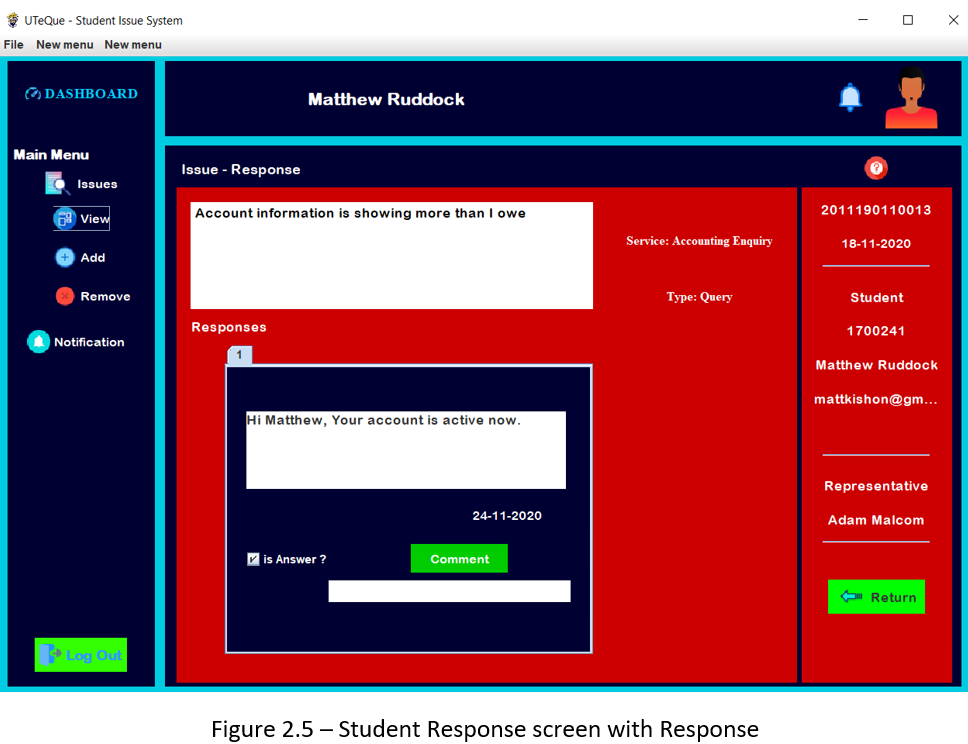 UTeQue - Student Issue System
File New menu New menu
DASHBOARD
Matthew Ruddock
Main Menu
Issues
View
Add
Remove
Notification
Log Out
Issue - Response
?
Account information is showing more than I owe
Service: Accounting Enquiry
Type: Query
Responses
1
Hi Matthew, Your account is active now.
24-11-2020
is Answer ?
Comment
2011190110013
18-11-2020
Student
1700241
Matthew Ruddock
mattkishon@gm...
Representative
Adam Malcom
Return
Figure 2.5 – Student Response screen with Response